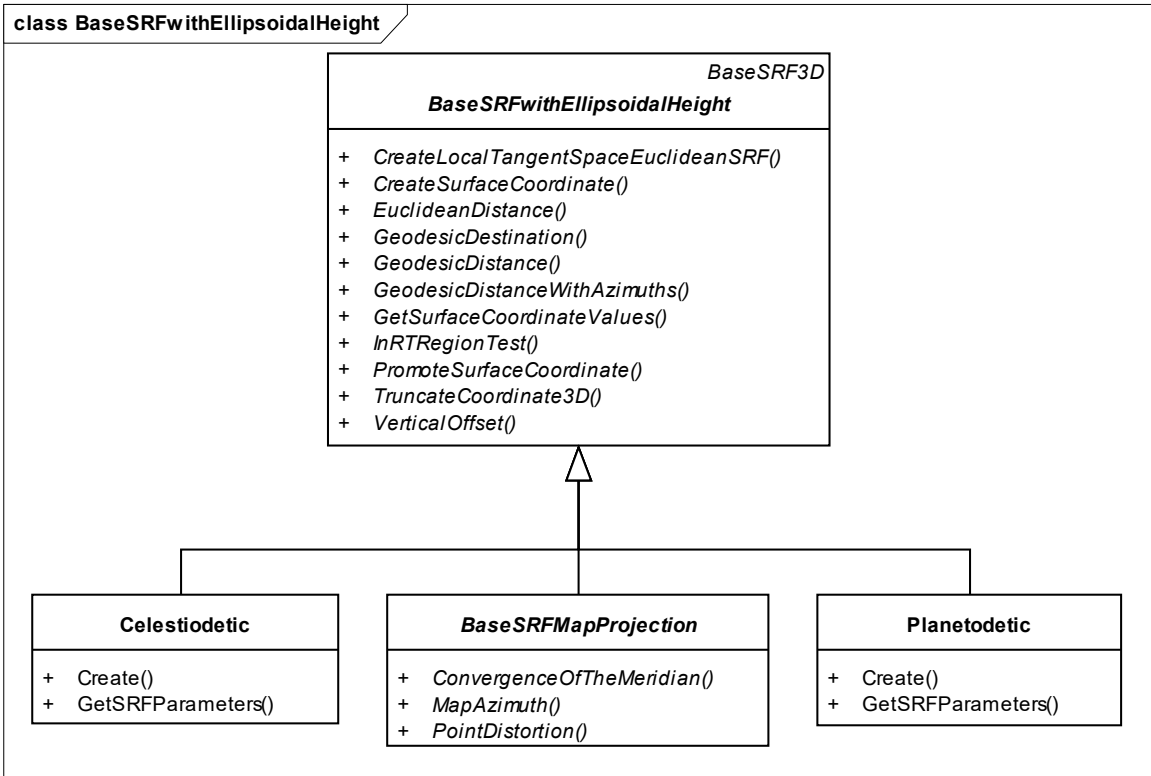 class BaseSRFwithEllipsoidalHeight
BaseSRF3D
BaseSRFwithEllipsoidalHeight
+ CreateLocalTangentSpaceEuclideanSRF()
+ CreateSurfaceCoordinate()
+ EuclideanDistance()
+ GeodesicDestination()
+ GeodesicDistance()
+ GeodesicDistanceWithAzimuths()
+ GetSurfaceCoordinateValues()
+ InRTRegionTest()
+ PromoteSurfaceCoordinate()
+ TruncateCoordinate3D()
+ VerticalOffset()
Celestiodetic
+ Create()
+ GetSRFParameters()
BaseSRFMapProjection
+ ConvergenceOfTheMeridian()
+ MapAzimuth()
+ PointDistortion()
Planetodetic
+ Create()
+ GetSRFParameters()